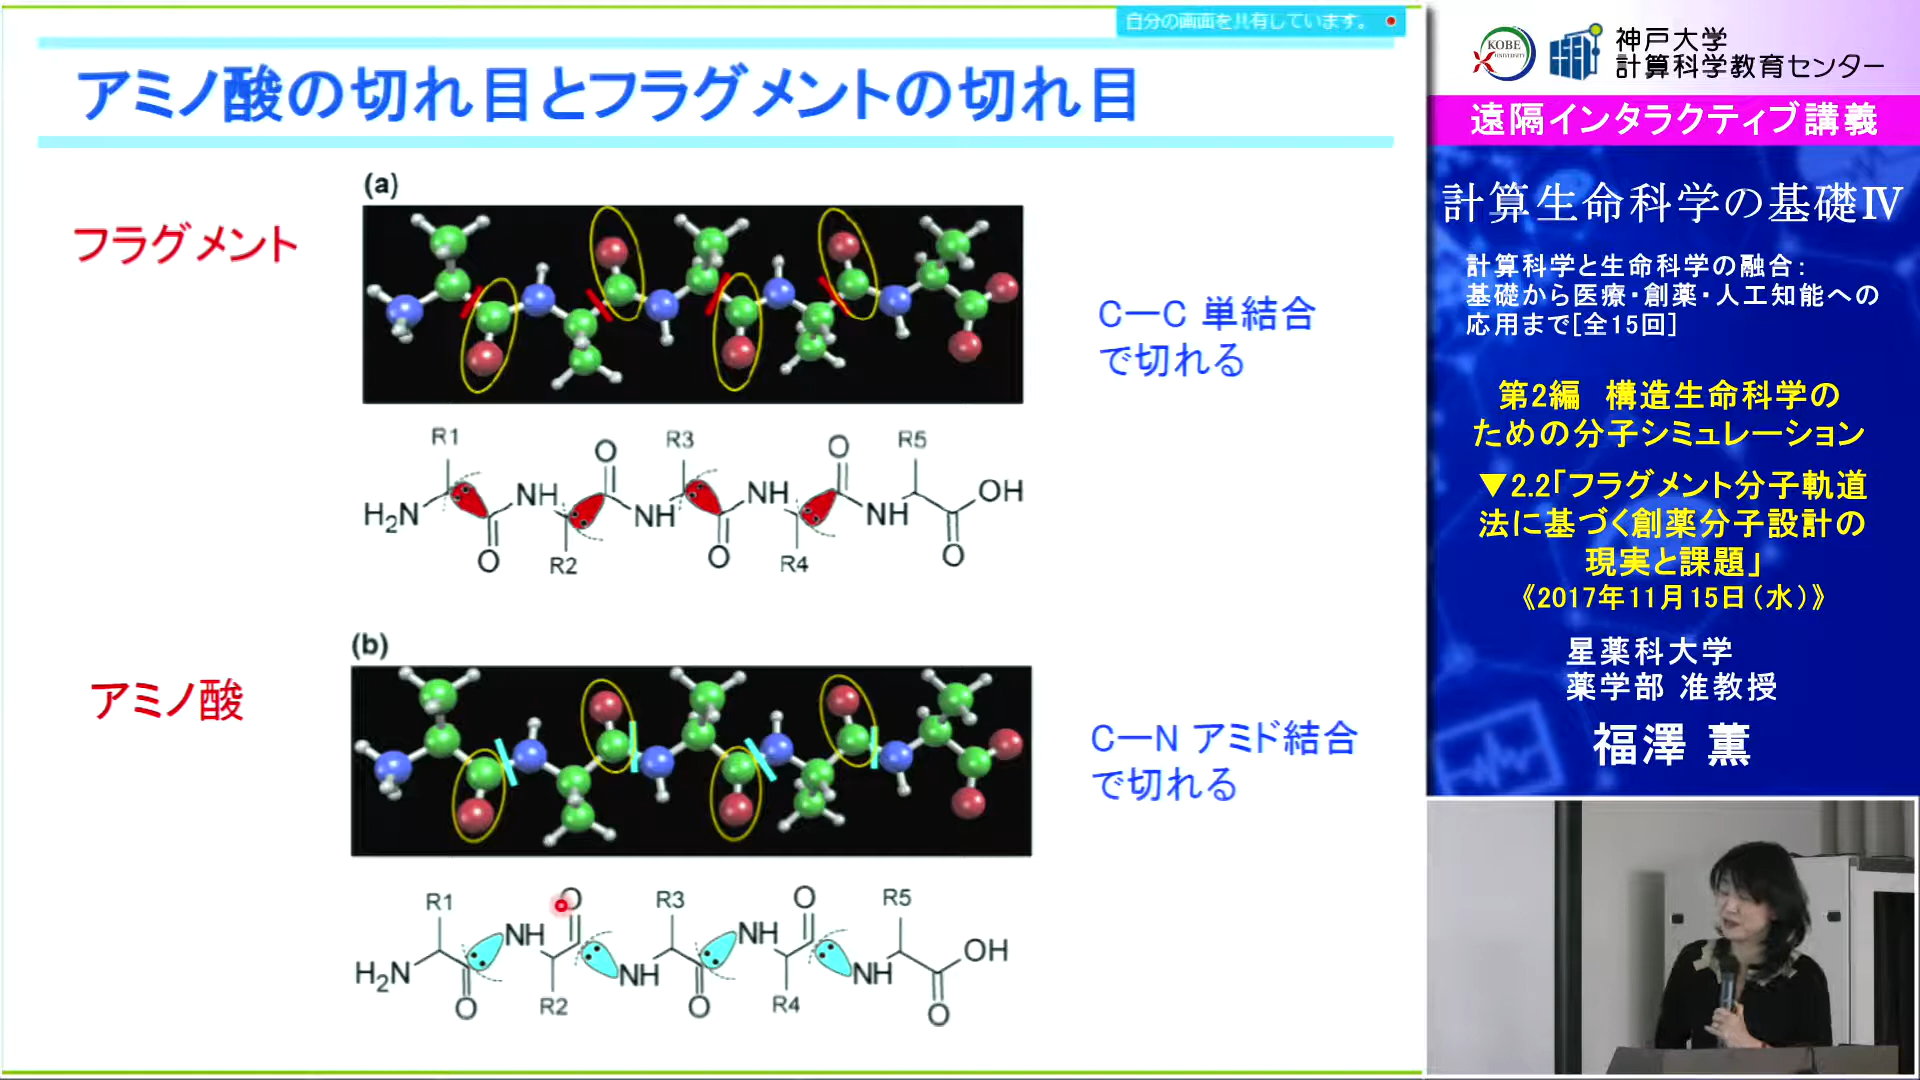 自分の画面を共有しています。
アミノ酸の切れ目とフラグメントの切れ目
(a)
フラグメント
C－C 単結合
で切れる
R1
O
R3
O
R5
H2N
NH
NH
NH
NH
OH
O
R2
O
R4
O
(b)
アミノ酸
C－N アミド結合
で切れる
R1
O
R3
O
R5
H2N
NH
NH
NH
NH
OH
O
R2
O
R4
O
KOBE
UNIVERSITY
神戸大学
計算科学教育センター
遠隔インタラクティブ講義
計算生命科学の基礎Ⅳ
計算科学と生命科学の融合：
基礎から医療・創薬・人工知能への
応用まで[全15回]
第2編　構造生命科学の
ための分子シミュレーション
▼2.2「フラグメント分子軌道
法に基づく創薬分子設計の
現実と課題」
《2017年11月15日（水）》
星薬科大学
薬学部 准教授
福澤 薫